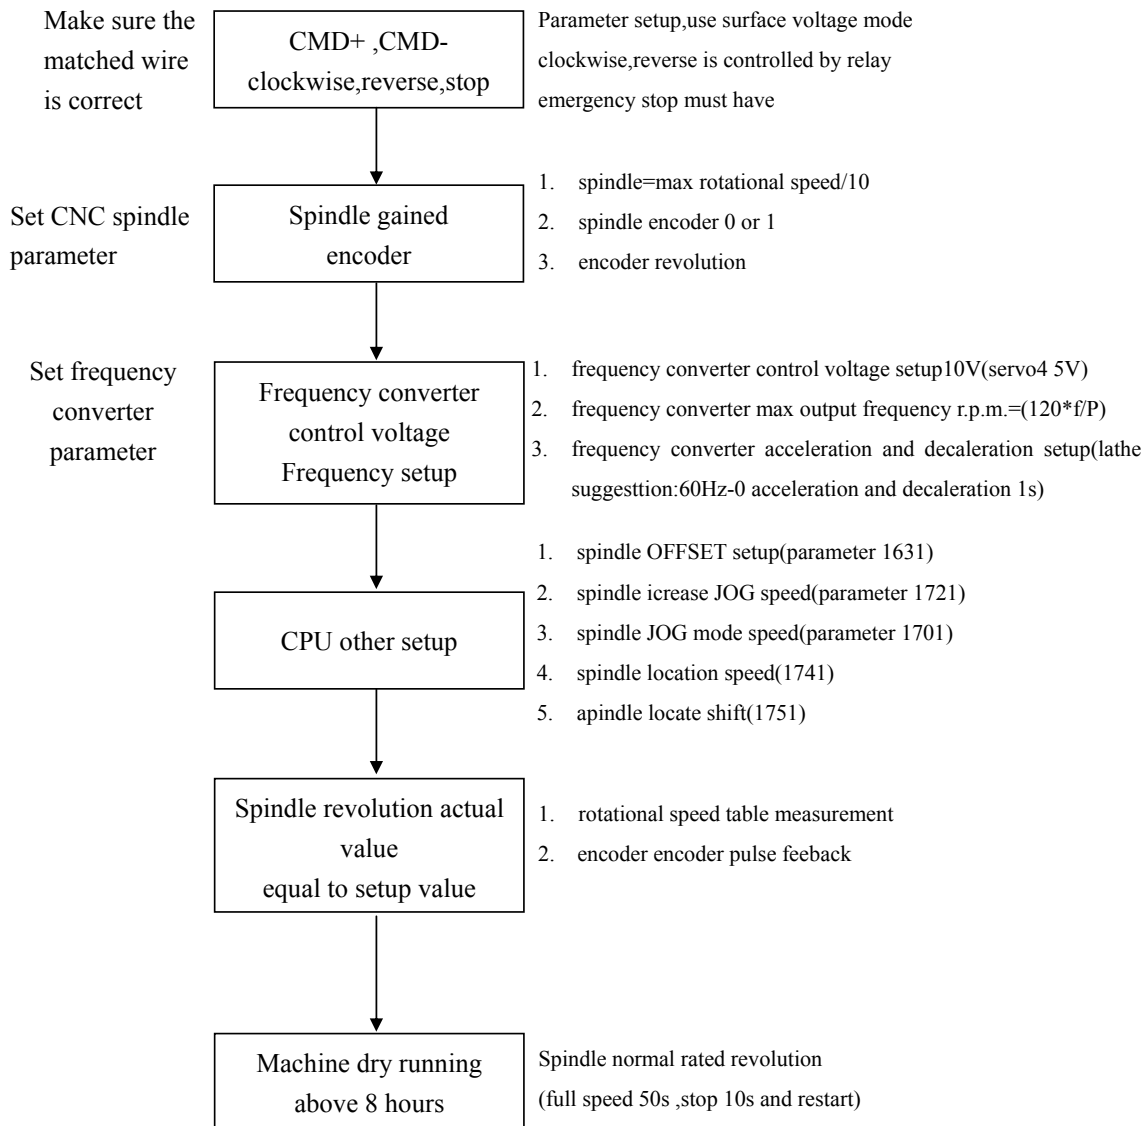 Make sure the
matched wire
is correct
CMD+ ,CMD-
clockwise,reverse,stop
Parameter setup,use surface voltage mode
clockwise,reverse is controlled by relay
emergency stop must have
Set CNC spindle
parameter
Spindle gained
encoder
1. spindle=max rotational speed/10
2. spindle encoder 0 or 1
3. encoder revolution
Set frequency
converter
parameter
Frequency converter
control voltage
Frequency setup
1. frequency converter control voltage setup10V(servo4 5V)
2. frequency converter max output frequency r.p.m.=(120*f/P)
3. frequency converter acceleration and decaleration setup(lathe
suggesttion:60Hz-0 acceleration and decaleration 1s)
CPU other setup
1. spindle OFFSET setup(parameter 1631)
2. spindle icrease JOG speed(parameter 1721)
3. spindle JOG mode speed(parameter 1701)
4. spindle location speed(1741)
5. apindle locate shift(1751)
Spindle revolution actual
value
equal to setup value
1. rotational speed table measurement
2. encoder encoder pulse feeback
Machine dry running
above 8 hours
Spindle normal rated revolution
(full speed 50s ,stop 10s and restart)